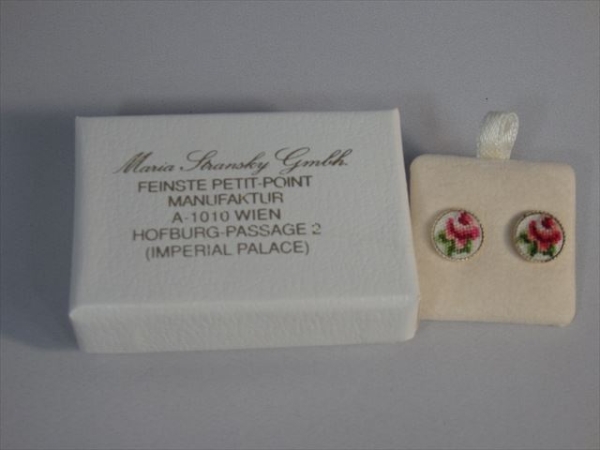 Maria Stransky Gmbh.
FEINSTE PETIT-POINT
MANUFAKTUR
A-1010 WIEN
HOFBURG-PASSAGE 2
(IMPERIAL PALACE)